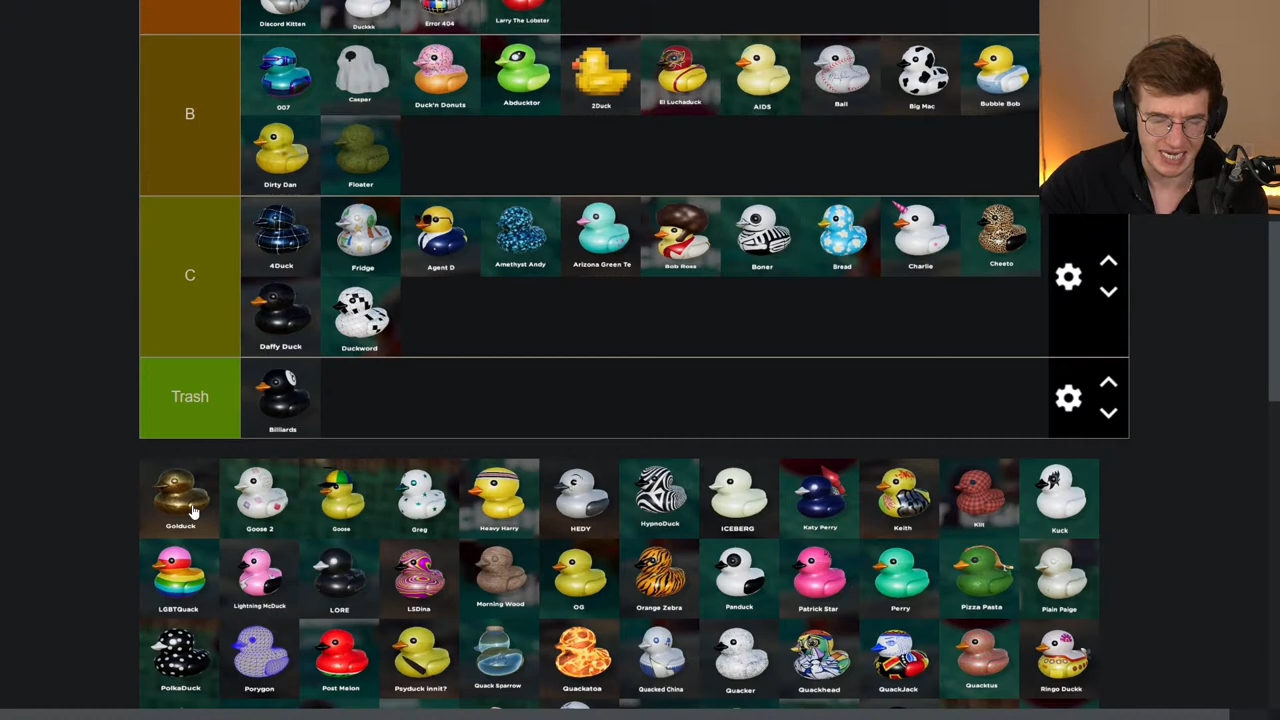 Discord Kitten Duckkk Error 404 Larry The Lobster
B
007 Casper Duck'n Donuts Abducktor 2Duck El Luchaduck AIDS Ball Big Mac Bubble Bob
Dirty Dan Floater
C
4Duck Fridge Agent D Amethyst Andy Arizona Green Te Bob Ross Boner Bread Charlie Cheeto
Daffy Duck Duckword
Trash
Billiards
Golduck Goose 2 Goose Greg Heavy Harry HEDY HypnoDuck ICEBERG Katy Perry Keith Kilt Kuck
LGBTQuack Lightning McDuck LORE LSDina Morning Wood OG Orange Zebra Panduck Patrick Star Perry Pizza Pasta Plain Paige
PolkaDuck Porygon Post Melon Psyduck innit? Quack Sparrow Quackatoa Quacked China Quacker Quackhead QuackJack Quacktus Ringo Duckk